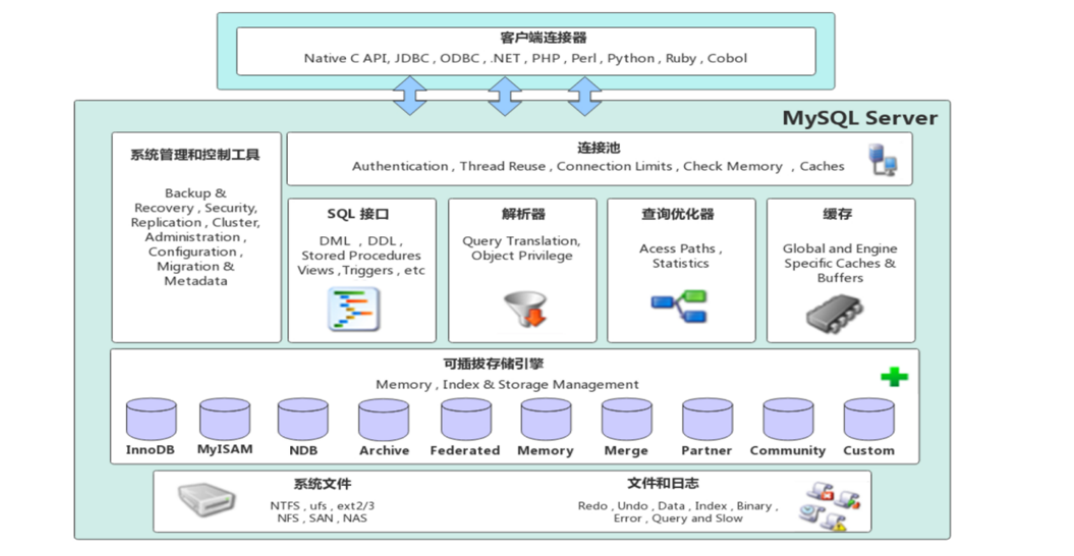 客户端连接器
Native C API, JDBC , ODBC , .NET , PHP , Perl , Python , Ruby , Cobol
MySQL Server
系统管理和控制工具
Backup &
Recovery , Security,
Replication , Cluster,
Administration ,
Configuration ,
Migration &
Metadata
连接池
Authentication , Thread Reuse , Connection Limits , Check Memory , Caches
SQL 接口
DML , DDL ,
Stored Procedures
Views ,Triggers , etc
解析器
Query Translation,
Object Privilege
查询优化器
Acess Paths ,
Statistics
缓存
Global and Engine
Specific Caches &
Buffers
可插拔存储引擎
Memory , Index & Storage Management
InnoDB
MyISAM
NDB
Archive
Federated
Memory
Merge
Partner
Community
Custom
系统文件
NTFS , ufs , ext2/3
NFS , SAN , NAS
文件和日志
Redo , Undo , Data , Index , Binary ,
Error , Query and Slow